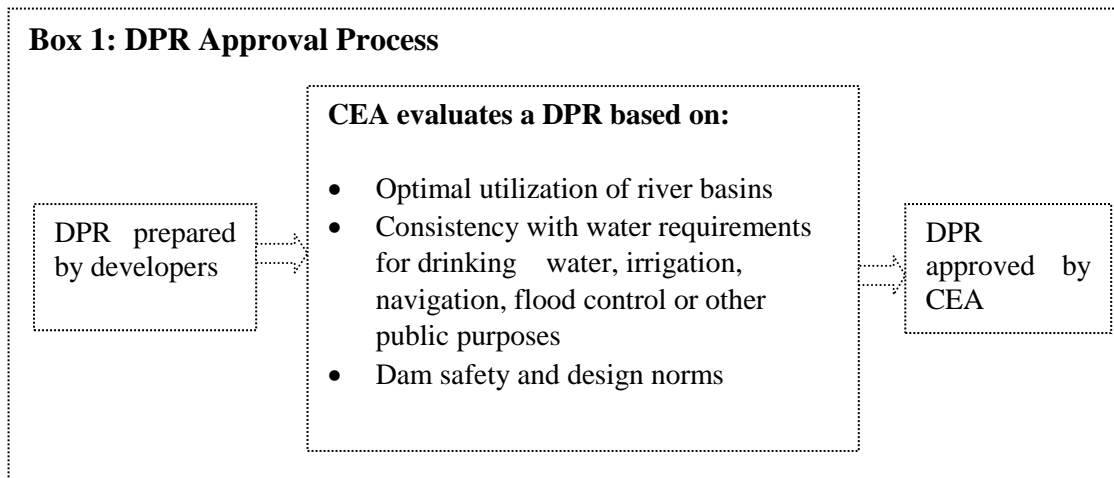 Box 1: DPR Approval Process
DPR prepared
by developers
CEA evaluates a DPR based on:
• Optimal utilization of river basins
• Consistency with water requirements
for drinking water, irrigation,
navigation, flood control or other
public purposes
• Dam safety and design norms
DPR
approved by
CEA